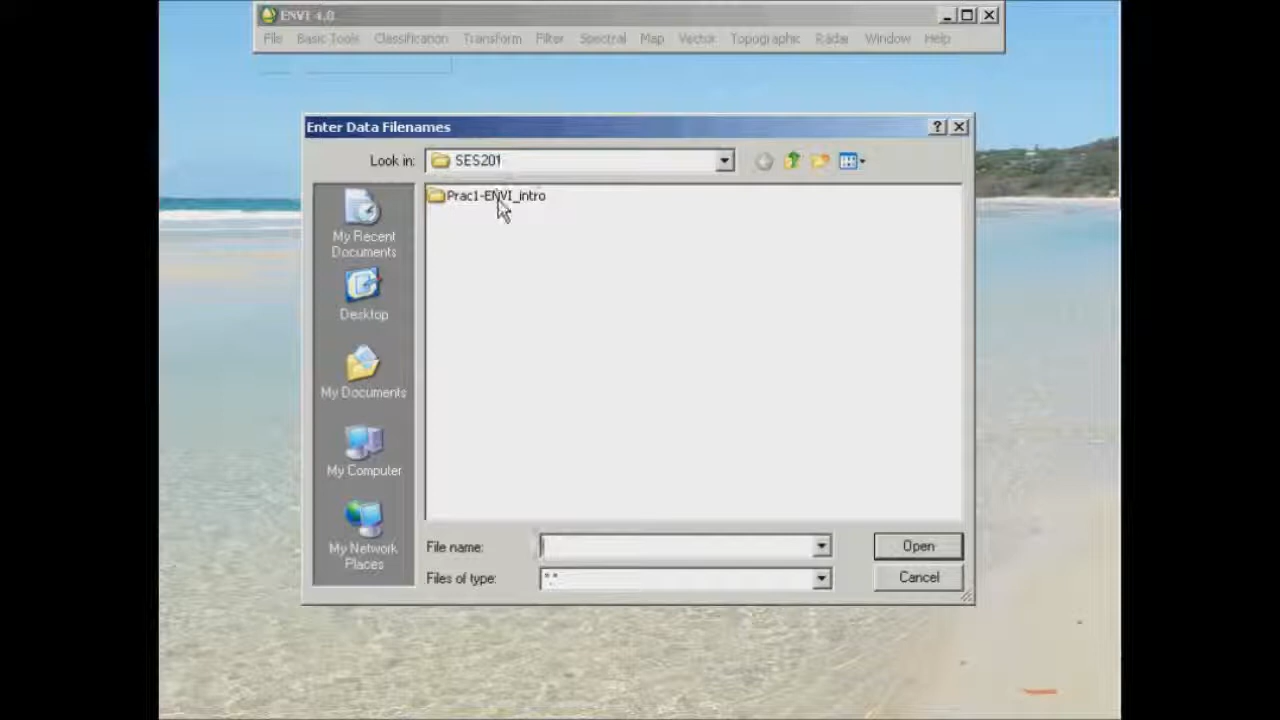 ENVI 4.8
File Basic Tools Classification Transform Filter Spectral Map Vector Topographic Radar Window Help
Enter Data Filenames
Look in: SES201
Prac1-ENVI_intro
My Recent
Documents
Desktop
My Documents
My Computer
My Network
Places
File name: Open
Files of type: *.* Cancel